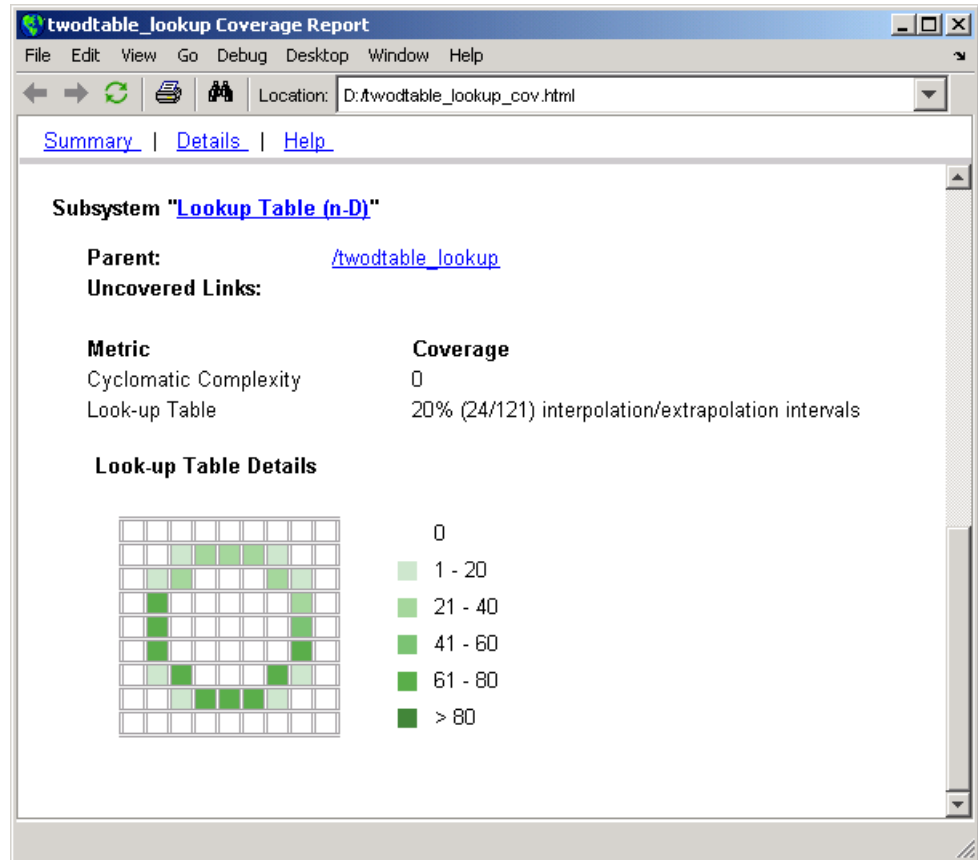 twodtable_lookup Coverage Report
File Edit View Go Debug Desktop Window Help
Location: D:/twodtable_lookup_cov.html
Summary | Details | Help
Subsystem "Lookup Table (n-D)"
Parent: /twodtable_lookup
Uncovered Links:
Metric Coverage
Cyclomatic Complexity 0
Look-up Table 20% (24/121) interpolation/extrapolation intervals
Look-up Table Details
0
1 - 20
21 - 40
41 - 60
61 - 80
> 80